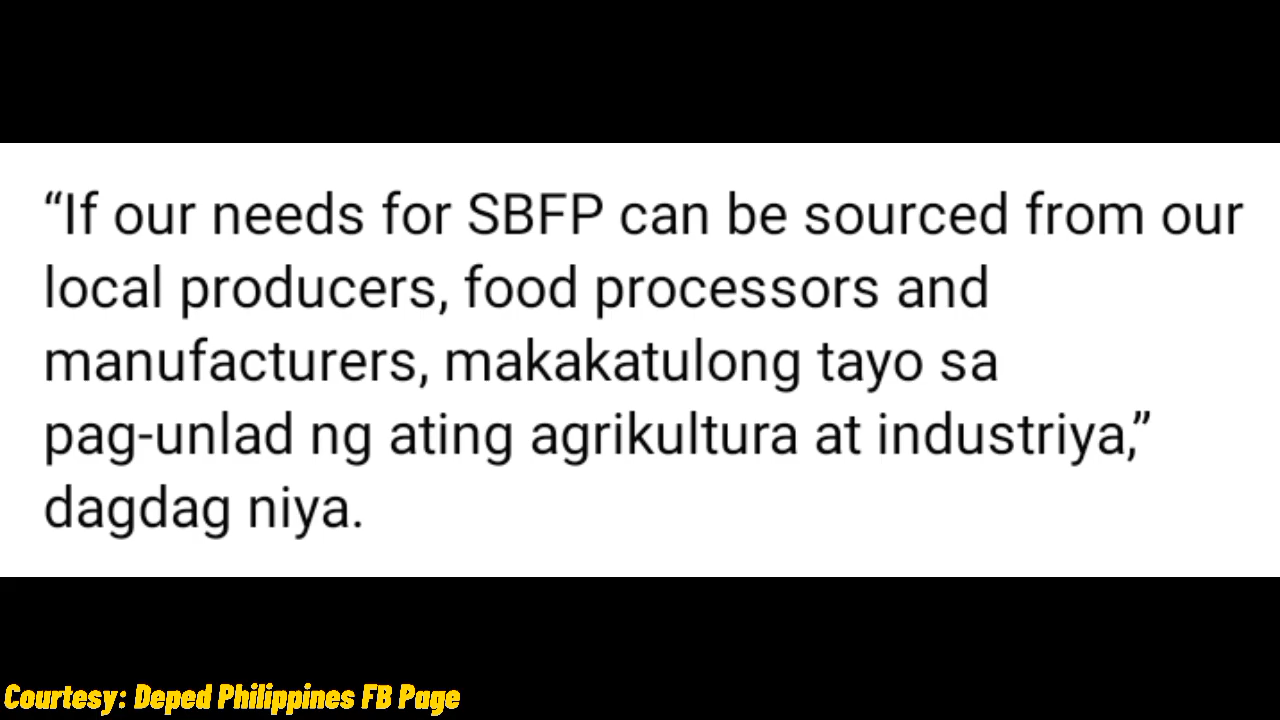 “If our needs for SBFP can be sourced from our
local producers, food processors and
manufacturers, makakatulong tayo sa
pag-unlad ng ating agrikultura at industriya,”
dagdag niya.
Courtesy: Deped Philippines FB Page